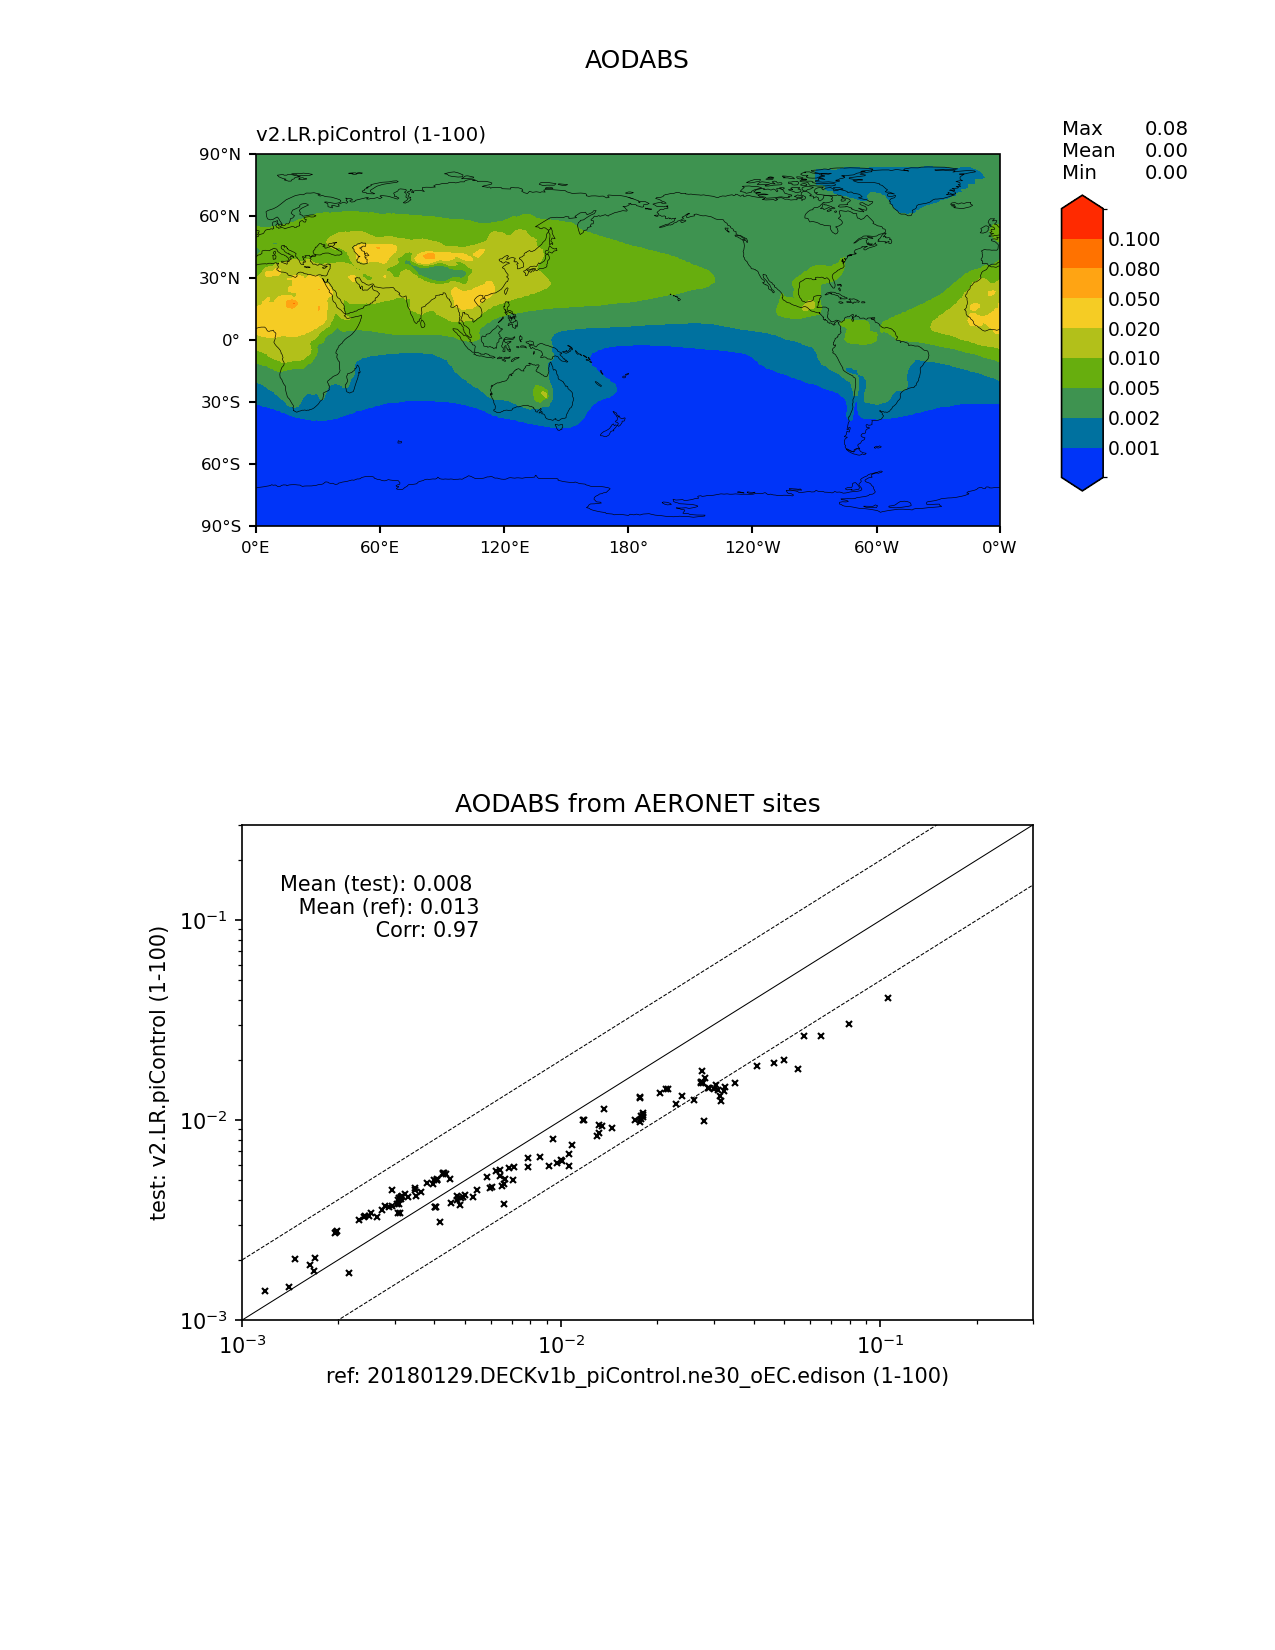 AODABS
v2.LR.piControl (1-100)
Max 0.08
Mean 0.00
Min 0.00
90°N
60°N
30°N
0°
30°S
60°S
90°S
0°E 60°E 120°E 180° 120°W 60°W 0°W
0.100
0.080
0.050
0.020
0.010
0.005
0.002
0.001
AODABS from AERONET sites
Mean (test): 0.008
Mean (ref): 0.013
Corr: 0.97
test: v2.LR.piControl (1-100)
10⁻¹
10⁻²
10⁻³
10⁻³ 10⁻² 10⁻¹
ref: 20180129.DECKv1b_piControl.ne30_oEC.edison (1-100)